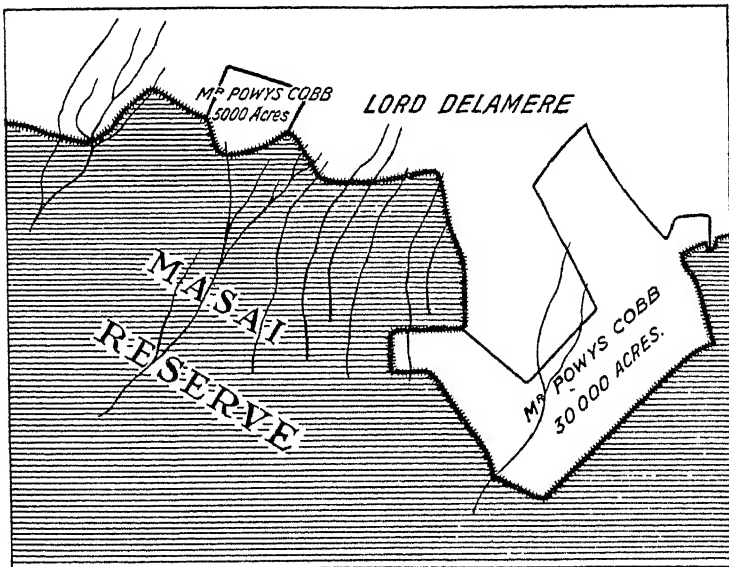 Mr POWYS COBB
5000 Acres
LORD DELAMERE
MASAI
RESERVE
Mr POWYS COBB
30 000 ACRES.